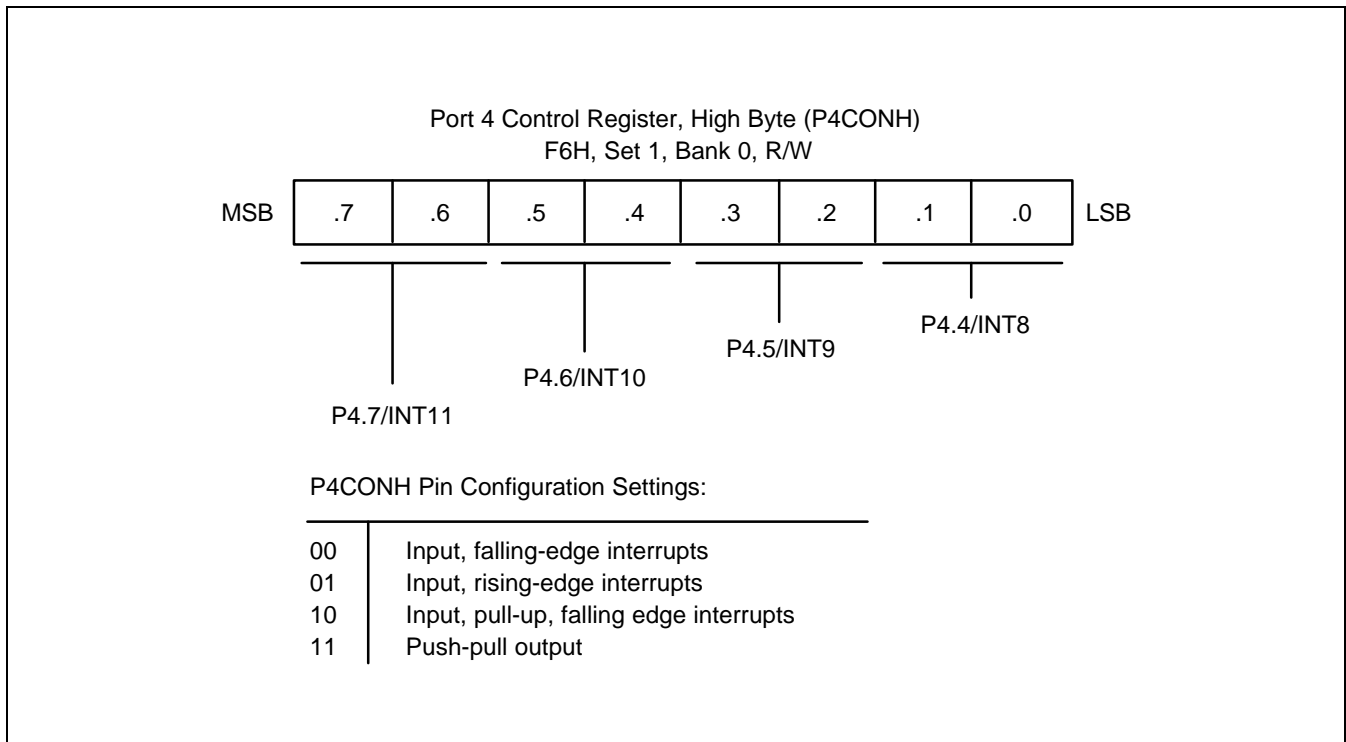 Port 4 Control Register, High Byte (P4CONH)
F6H, Set 1, Bank 0, R/W
MSB .7 .6 .5 .4 .3 .2 .1 .0 LSB
P4.4/INT8
P4.5/INT9
P4.6/INT10
P4.7/INT11
P4CONH Pin Configuration Settings:
00 Input, falling-edge interrupts
01 Input, rising-edge interrupts
10 Input, pull-up, falling edge interrupts
11 Push-pull output